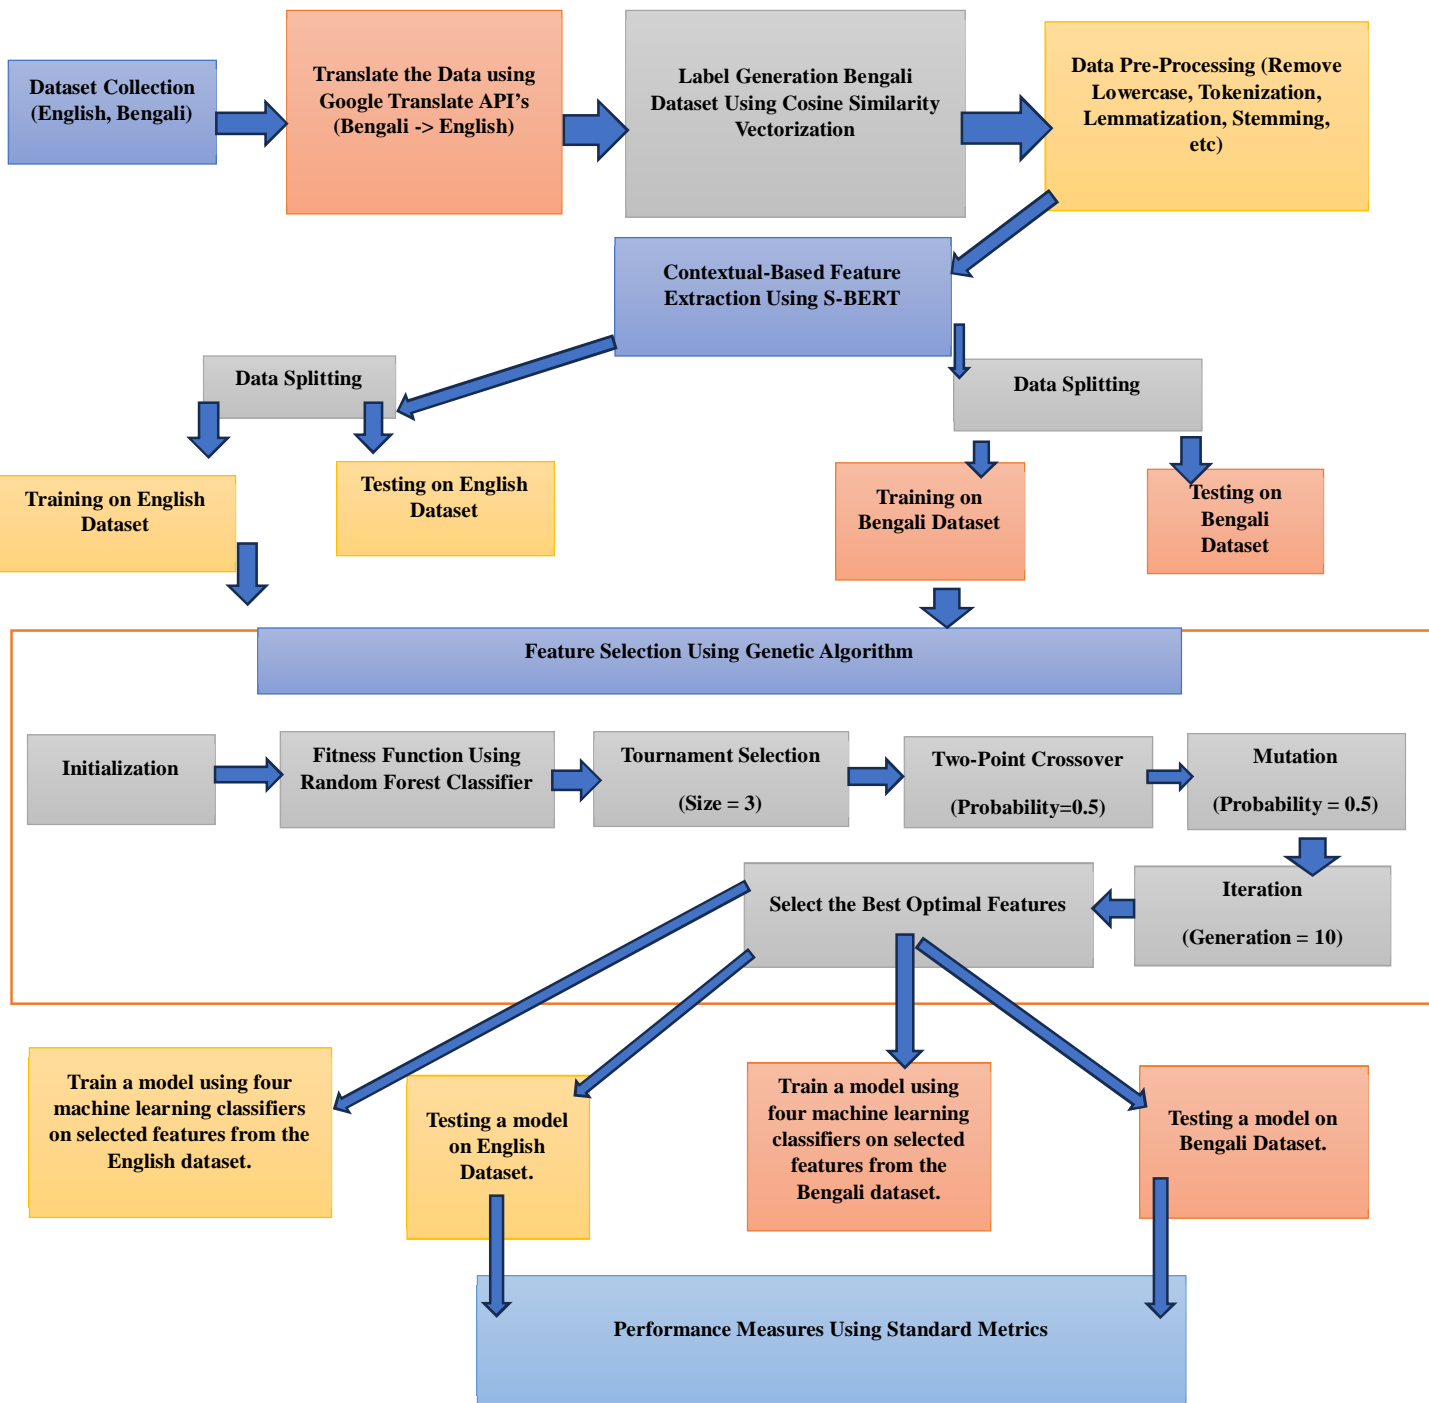 Dataset Collection
(English, Bengali)
Translate the Data using
Google Translate API’s
(Bengali -> English)
Label Generation Bengali
Dataset Using Cosine Similarity
Vectorization
Data Pre-Processing (Remove
Lowercase, Tokenization,
Lemmatization, Stemming,
etc)
Contextual-Based Feature
Extraction Using S-BERT
Data Splitting
Data Splitting
Training on English
Dataset
Testing on English
Dataset
Training on
Bengali Dataset
Testing on
Bengali
Dataset
Feature Selection Using Genetic Algorithm
Initialization
Fitness Function Using
Random Forest Classifier
Tournament Selection
(Size = 3)
Two-Point Crossover
(Probability=0.5)
Mutation
(Probability = 0.5)
Iteration
(Generation = 10)
Select the Best Optimal Features
Train a model using four
machine learning classifiers
on selected features from the
English dataset.
Testing a model
on English
Dataset.
Train a model using
four machine learning
classifiers on selected
features from the
Bengali dataset.
Testing a model on
Bengali Dataset.
Performance Measures Using Standard Metrics